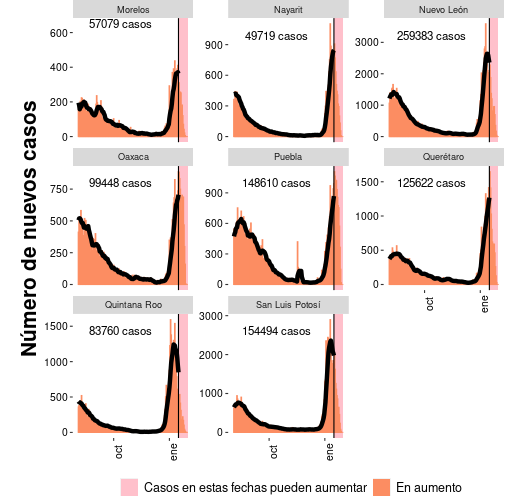 Número de nuevos casos
Morelos
57079 casos
600
400
200
0
Nayarit
49719 casos
900
600
300
0
Nuevo León
259383 casos
3000
2000
1000
0
Oaxaca
99448 casos
750
500
250
0
Puebla
148610 casos
900
600
300
0
Querétaro
125622 casos
1500
1000
500
0
oct
ene
Quintana Roo
83760 casos
1500
1000
500
0
oct
ene
San Luis Potosí
154494 casos
3000
2000
1000
0
oct
ene
Casos en estas fechas pueden aumentar
En aumento